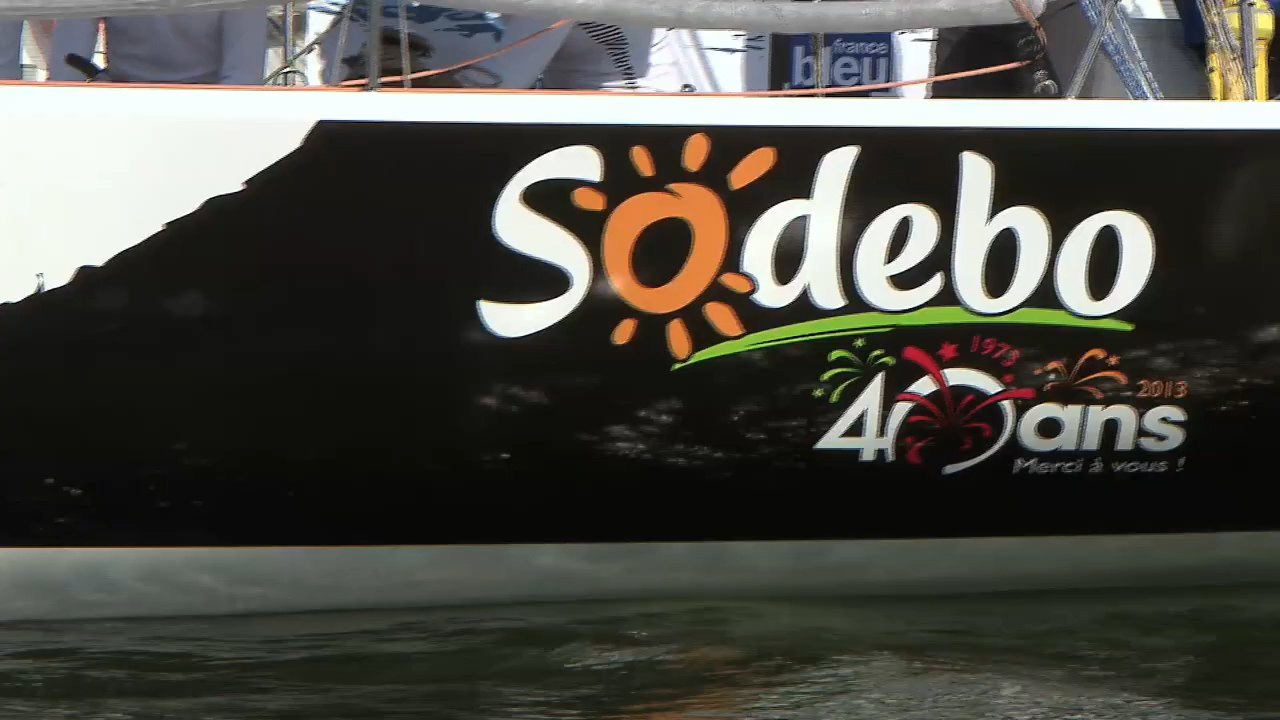 france
bleu
Sodebo
1973
2013
40ans
Merci à vous !